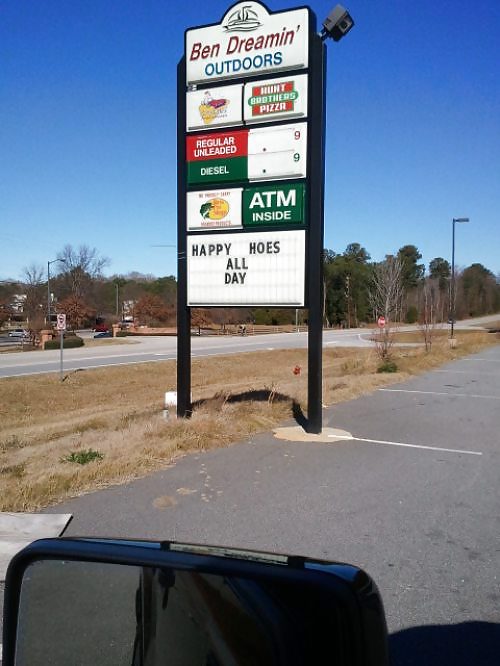 Ben Dreamin'
OUTDOORS
HUNT
BROTHERS
PIZZA
REGULAR
UNLEADED
9
DIESEL
9
ATM
INSIDE
HAPPY HOES
ALL
DAY